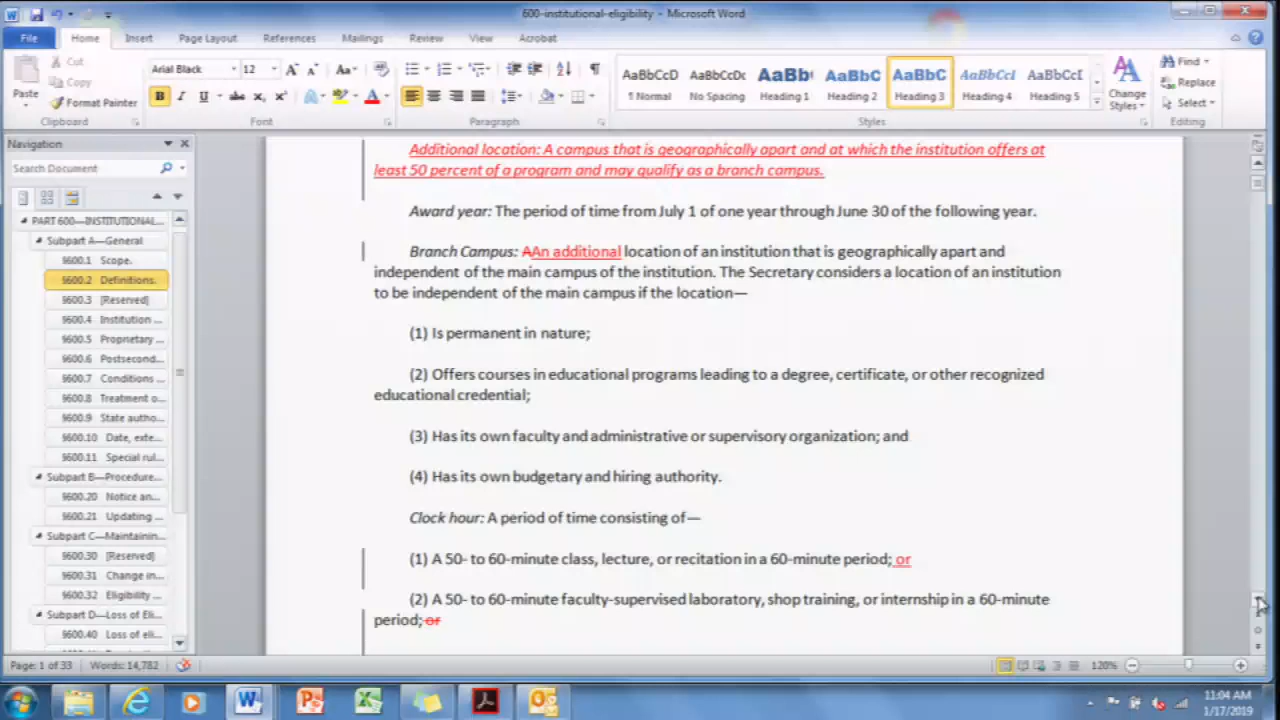 600-institutional-eligibility - Microsoft Word
File Home Insert Page Layout References Mailings Review View Acrobat
Paste
Cut
Copy
Format Painter
Clipboard
Arial Black 12
Font
Paragraph
AaBbCcD AaBbCcDc AaBb( AaBbC AaBbC AaBbCcI AaBbCcI
¶ Normal No Spacing Heading 1 Heading 2 Heading 3 Heading 4 Heading 5
Change Styles
Styles
Find
Replace
Select
Editing
Navigation
Search Document
PART 600—INSTITUTIONAL...
Subpart A—General
§600.1 Scope.
§600.2 Definitions.
§600.3 [Reserved]
§600.4 Institution ...
§600.5 Proprietary ...
§600.6 Postsecond...
§600.7 Conditions ...
§600.8 Treatment o...
§600.9 State autho...
§600.10 Date, exte...
§600.11 Special rul...
Subpart B—Procedure...
§600.20 Notice an...
§600.21 Updating ...
Subpart C—Maintainin...
§600.30 [Reserved]
§600.31 Change in...
§600.32 Eligibility ...
Subpart D—Loss of Eli...
§600.40 Loss of eli...
Additional location: A campus that is geographically apart and at which the institution offers at
least 50 percent of a program and may qualify as a branch campus.
Award year: The period of time from July 1 of one year through June 30 of the following year.
Branch Campus: AAn additional location of an institution that is geographically apart and
independent of the main campus of the institution. The Secretary considers a location of an institution
to be independent of the main campus if the location—
(1) Is permanent in nature;
(2) Offers courses in educational programs leading to a degree, certificate, or other recognized
educational credential;
(3) Has its own faculty and administrative or supervisory organization; and
(4) Has its own budgetary and hiring authority.
Clock hour: A period of time consisting of—
(1) A 50- to 60-minute class, lecture, or recitation in a 60-minute period; or
(2) A 50- to 60-minute faculty-supervised laboratory, shop training, or internship in a 60-minute
period; or
Page: 1 of 33 Words: 14,782
120%
11:04 AM
1/17/2019